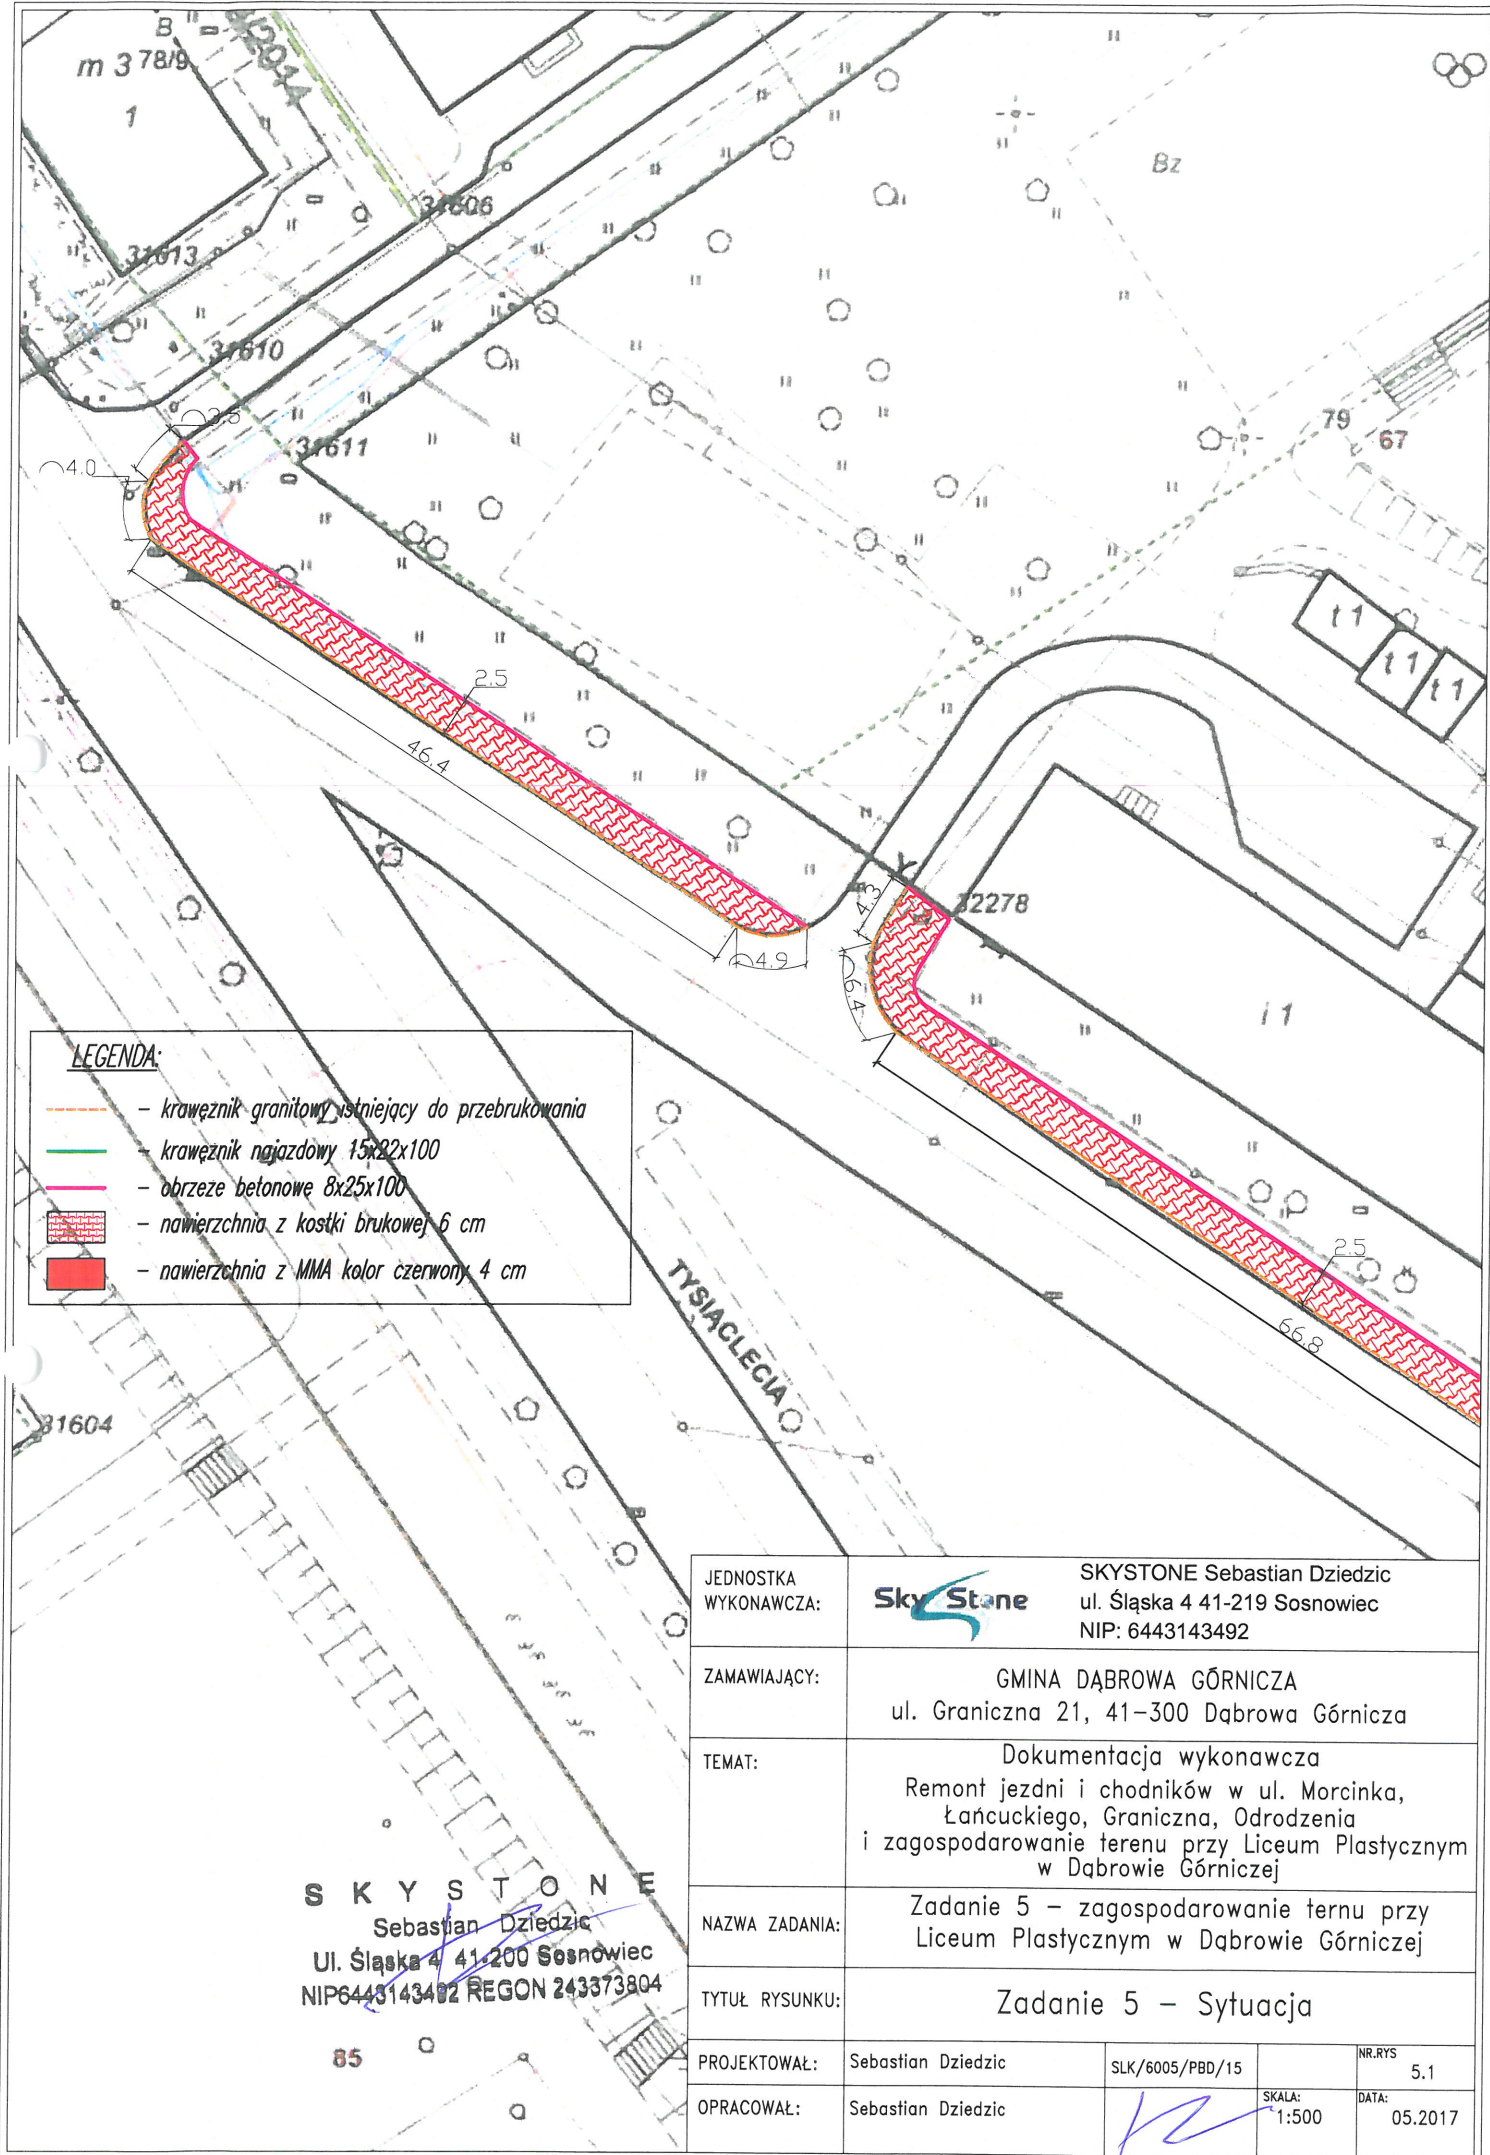 B
m 3 78/9
1
31606
Bz
31613
31610
3.5
31611
4.0
79
67
t 1
t 1
t 1
2.5
46.4
4.3
32278
4.9
6.4
i 1
LEGENDA:
- krawężnik granitowy istniejący do przebrukowania
- krawężnik najazdowy 15x22x100
- obrzeże betonowe 8x25x100
- nawierzchnia z kostki brukowej 6 cm
- nawierzchnia z MMA kolor czerwony 4 cm
2.5
66.8
TYSIĄCLECIA
31604
JEDNOSTKA
WYKONAWCZA:
Sky Stone
SKYSTONE Sebastian Dziedzic
ul. Śląska 4 41-219 Sosnowiec
NIP: 6443143492
ZAMAWIAJĄCY:
GMINA DĄBROWA GÓRNICZA
ul. Graniczna 21, 41-300 Dąbrowa Górnicza
TEMAT:
Dokumentacja wykonawcza
Remont jezdni i chodników w ul. Morcinka,
Łańcuckiego, Graniczna, Odrodzenia
i zagospodarowanie terenu przy Liceum Plastycznym
w Dąbrowie Górniczej
NAZWA ZADANIA:
Zadanie 5 - zagospodarowanie ternu przy
Liceum Plastycznym w Dąbrowie Górniczej
TYTUŁ RYSUNKU:
Zadanie 5 - Sytuacja
PROJEKTOWAŁ:
Sebastian Dziedzic
SLK/6005/PBD/15
NR.RYS
5.1
OPRACOWAŁ:
Sebastian Dziedzic
SKALA:
1:500
DATA:
05.2017
S K Y S T O N E
Sebastian Dziedzic
Ul. Śląska 4 41-200 Sosnowiec
NIP6443143492 REGON 243373804
85